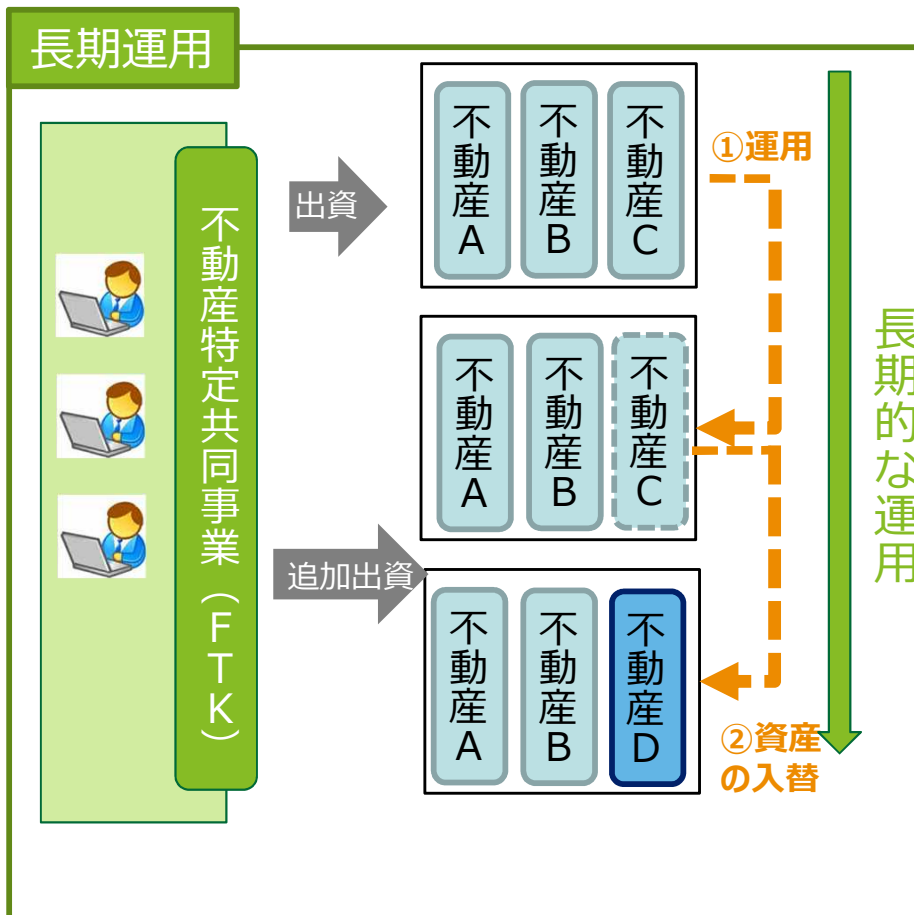 長期運用
不動産特定共同事業（FTK）
出資
不動産A
不動産B
不動産C
①運用
不動産A
不動産B
不動産C
追加出資
不動産A
不動産B
不動産D
②資産
の入替
長期的な運用